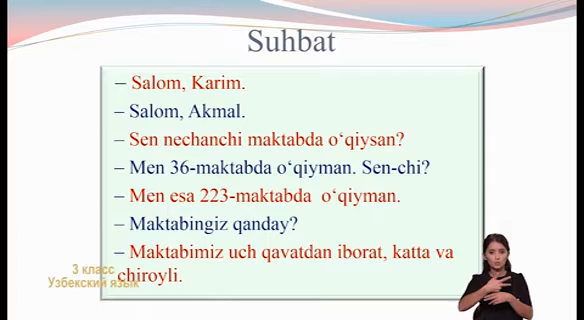 Suhbat
– Salom, Karim.
– Salom, Akmal.
– Sen nechanchi maktabda o‘qiysan?
– Men 36-maktabda o‘qiyman. Sen-chi?
– Men esa 223-maktabda o‘qiyman.
– Maktabingiz qanday?
– Maktabimiz uch qavatdan iborat, katta va
chiroyli.
3 класс
Узбекский язык